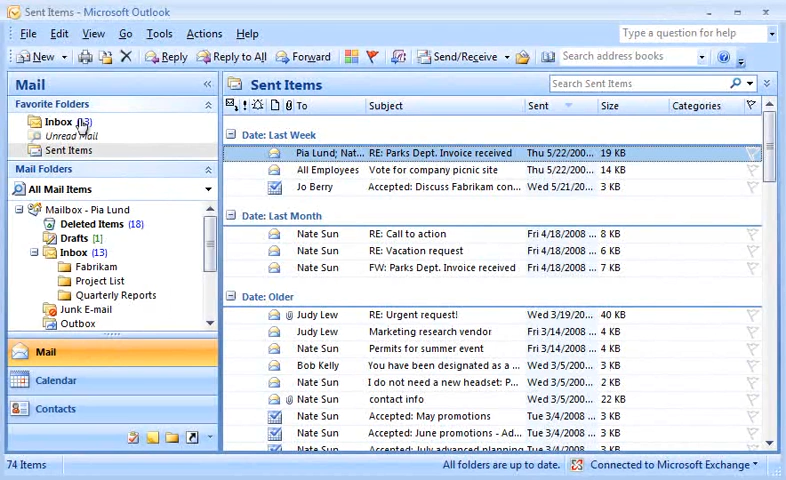 Sent Items - Microsoft Outlook
File Edit View Go Tools Actions Help Type a question for help
New Reply Reply to All Forward Send/Receive Search address books
Mail
Favorite Folders
Inbox
Unread Mail
Sent Items
Mail Folders
All Mail Items
Mailbox - Pia Lund
Deleted Items (18)
Drafts [1]
Inbox (13)
Fabrikam
Project List
Quarterly Reports
Junk E-mail
Outbox
Mail
Calendar
Contacts
Sent Items Search Sent Items
To Subject Sent Size Categories
Date: Last Week
Pia Lund; Nat... RE: Parks Dept. Invoice received Thu 5/22/200... 19 KB
All Employees Vote for company picnic site Thu 5/22/200... 14 KB
Jo Berry Accepted: Discuss Fabrikam con... Wed 5/21/20... 3 KB
Date: Last Month
Nate Sun RE: Call to action Fri 4/18/2008 ... 8 KB
Nate Sun RE: Vacation request Fri 4/18/2008 ... 7 KB
Nate Sun FW: Parks Dept. Invoice received Fri 4/18/2008 ... 6 KB
Date: Older
Judy Lew RE: Urgent request! Wed 3/19/20... 40 KB
Judy Lew Marketing research vendor Fri 3/14/2008 ... 4 KB
Nate Sun Permits for summer event Fri 3/14/2008 ... 4 KB
Bob Kelly You have been designated as a ... Wed 3/5/200... 4 KB
Nate Sun I do not need a new headset: P... Wed 3/5/200... 2 KB
Nate Sun contact info Wed 3/5/200... 22 KB
Nate Sun Accepted: May promotions Tue 3/4/2008 ... 3 KB
Nate Sun Accepted: June promotions - Ad... Tue 3/4/2008 ... 3 KB
Nate Sun Accepted: July advanced planning Tue 3/4/2008 ... 3 KB
74 Items All folders are up to date. Connected to Microsoft Exchange